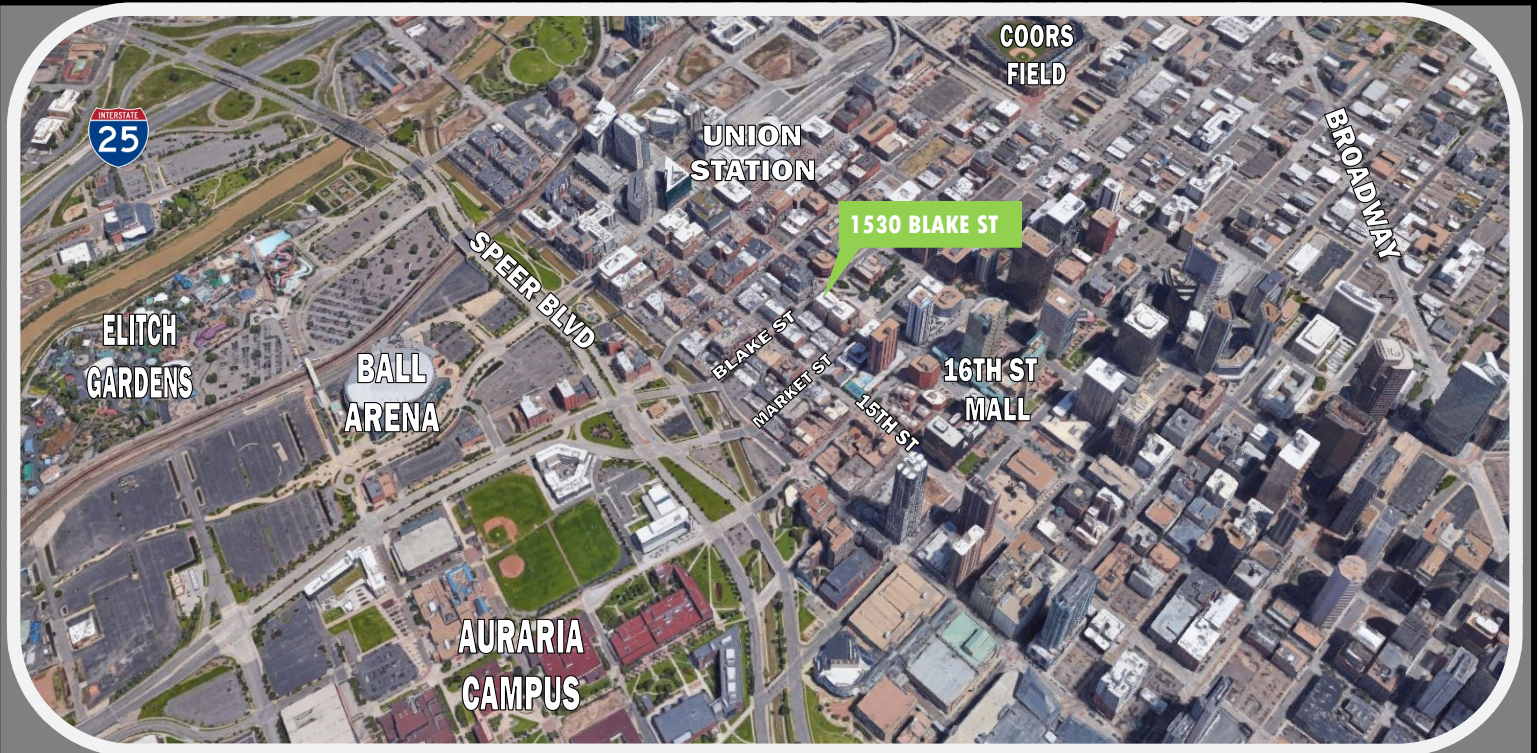 COORS
FIELD
INTERSTATE
25
UNION
STATION
BROADWAY
1530 BLAKE ST
SPEER BLVD
ELITCH
GARDENS
BLAKE ST
BALL
ARENA
MARKET ST
16TH ST
MALL
15TH ST
AURARIA
CAMPUS